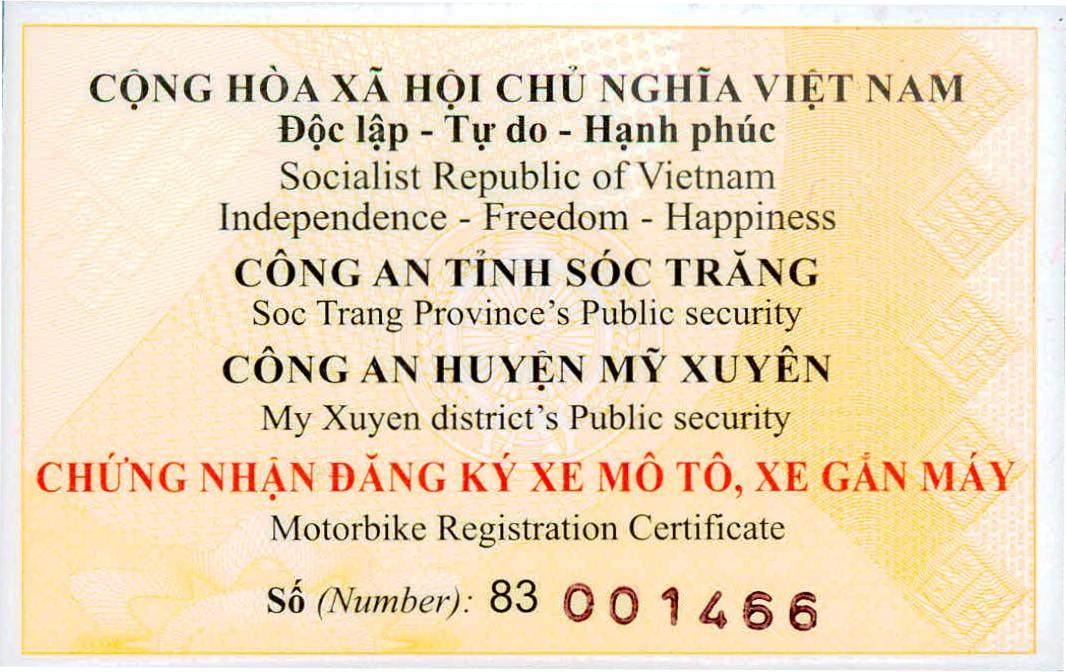 CỘNG HÒA XÃ HỘI CHỦ NGHĨA VIỆT NAM
Độc lập - Tự do - Hạnh phúc
Socialist Republic of Vietnam
Independence - Freedom - Happiness
CÔNG AN TỈNH SÓC TRĂNG
Soc Trang Province's Public security
CÔNG AN HUYỆN MỸ XUYÊN
My Xuyen district's Public security
CHỨNG NHẬN ĐĂNG KÝ XE MÔ TÔ, XE GẮN MÁY
Motorbike Registration Certificate
Số (Number): 83 001466